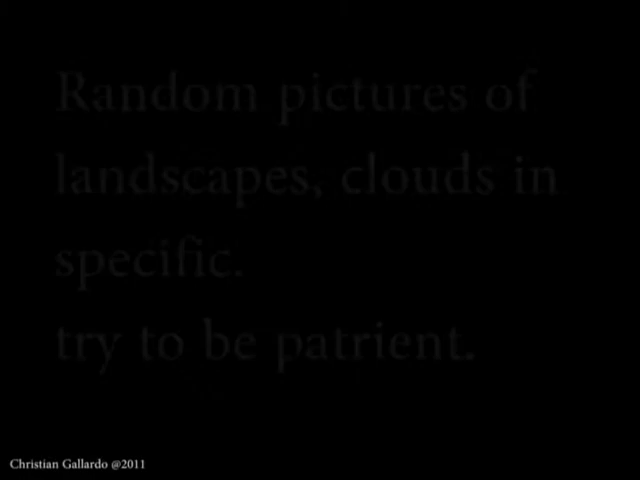 Random pictures of
landscapes, clouds in
specific.
try to be patrient.
Christian Gallardo @2011